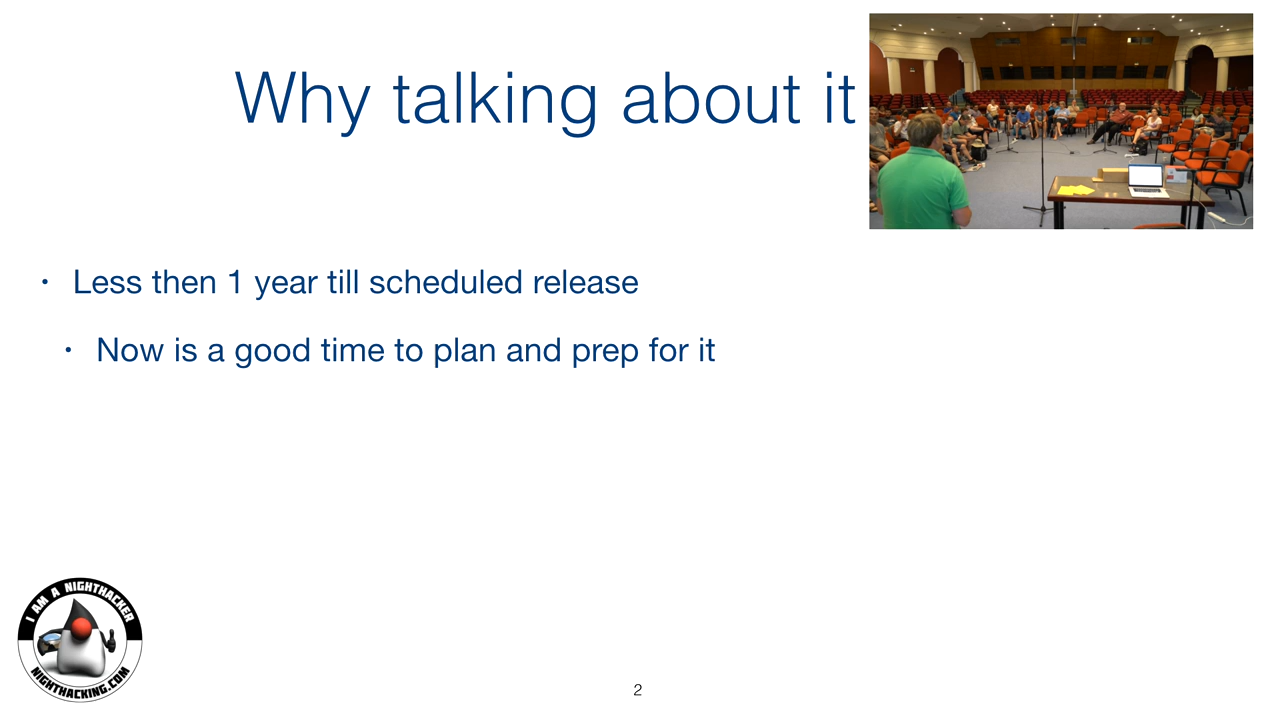 Why talking about it
• Less then 1 year till scheduled release
• Now is a good time to plan and prep for it
I AM A NIGHTHACKER
NIGHTHACKING.COM
2